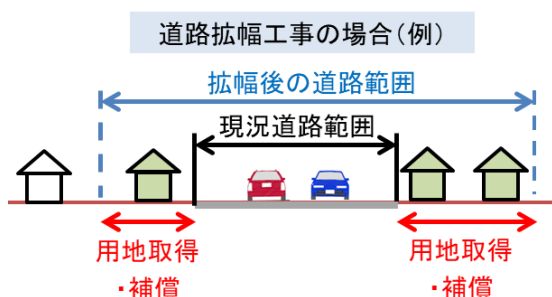 道路拡幅工事の場合(例)
拡幅後の道路範囲
現況道路範囲
用地取得
・補償
用地取得
・補償